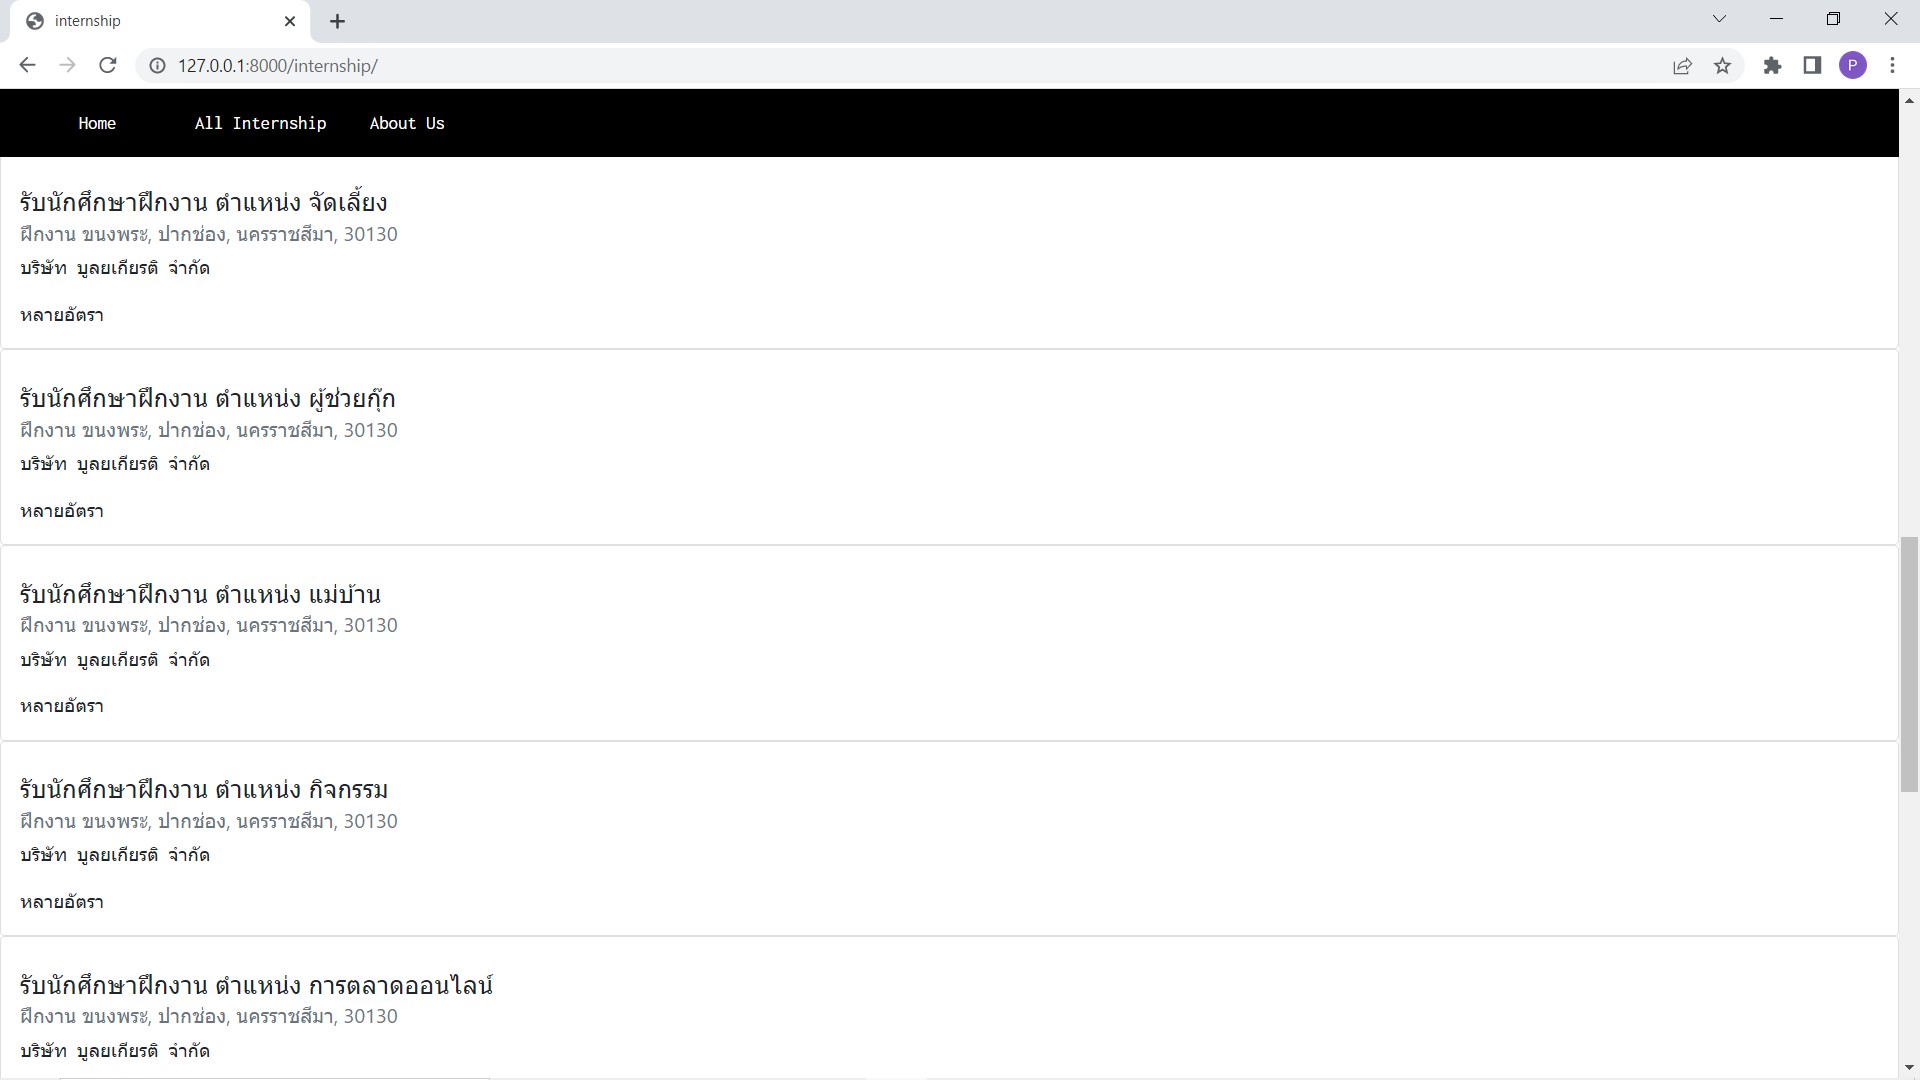 internship
127.0.0.1:8000/internship/
P
Home All Internship About Us
รับนักศึกษาฝึกงาน ตำแหน่ง จัดเลี้ยง
ฝึกงาน ขนงพระ, ปากช่อง, นครราชสีมา, 30130
บริษัท บูลยเกียรติ จำกัด
หลายอัตรา
รับนักศึกษาฝึกงาน ตำแหน่ง ผู้ช่วยกุ๊ก
ฝึกงาน ขนงพระ, ปากช่อง, นครราชสีมา, 30130
บริษัท บูลยเกียรติ จำกัด
หลายอัตรา
รับนักศึกษาฝึกงาน ตำแหน่ง แม่บ้าน
ฝึกงาน ขนงพระ, ปากช่อง, นครราชสีมา, 30130
บริษัท บูลยเกียรติ จำกัด
หลายอัตรา
รับนักศึกษาฝึกงาน ตำแหน่ง กิจกรรม
ฝึกงาน ขนงพระ, ปากช่อง, นครราชสีมา, 30130
บริษัท บูลยเกียรติ จำกัด
หลายอัตรา
รับนักศึกษาฝึกงาน ตำแหน่ง การตลาดออนไลน์
ฝึกงาน ขนงพระ, ปากช่อง, นครราชสีมา, 30130
บริษัท บูลยเกียรติ จำกัด